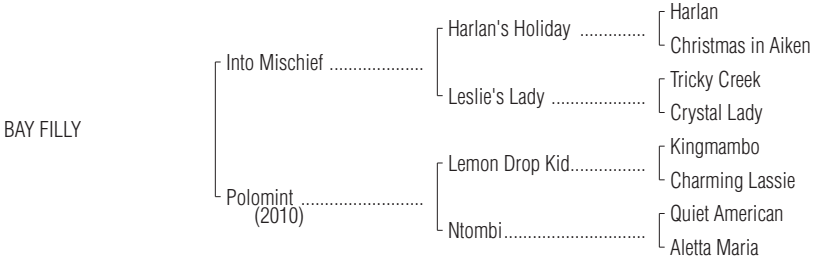 Harlan
Harlan's Holiday ..............
Christmas in Aiken
Into Mischief ....................
Tricky Creek
Leslie's Lady ....................
Crystal Lady
BAY FILLY
Kingmambo
Lemon Drop Kid................
Charming Lassie
Polomint ..........................
(2010)
Quiet American
Ntombi..............................
Aletta Maria